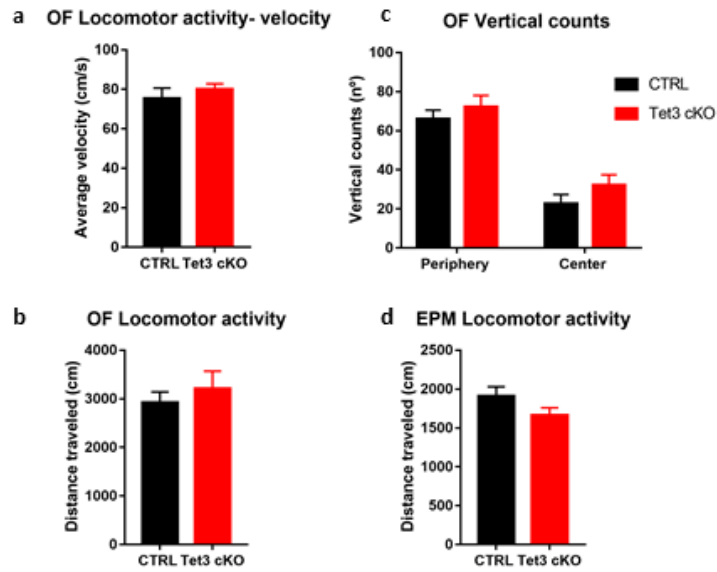 a
OF Locomotor activity- velocity
Average velocity (cm/s)
100
80
60
40
20
0
CTRL Tet3 cKO
c
OF Vertical counts
Vertical counts (nº)
100
80
60
40
20
0
Periphery Center
CTRL
Tet3 cKO
b
OF Locomotor activity
Distance traveled (cm)
4000
3000
2000
1000
0
CTRL Tet3 cKO
d
EPM Locomotor activity
Distance traveled (cm)
2500
2000
1500
1000
500
0
CTRL Tet3 cKO